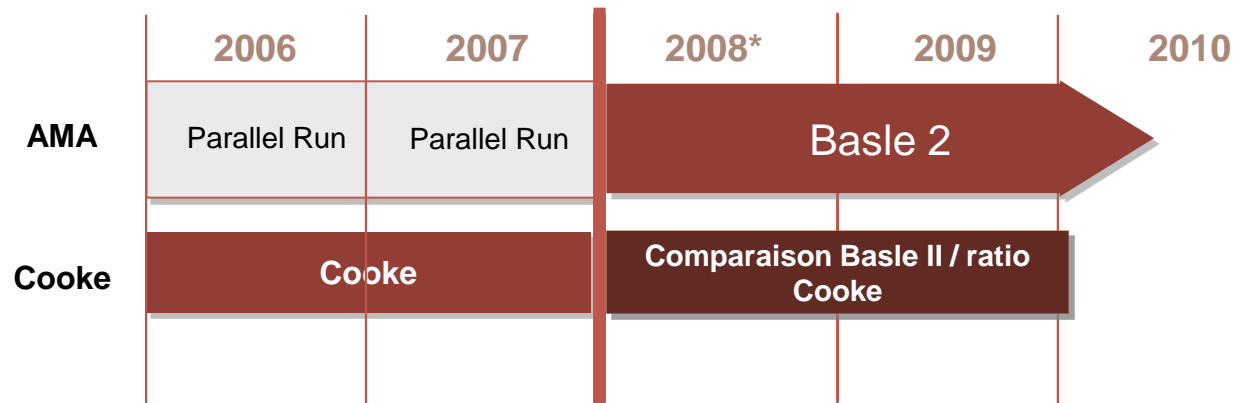 2006 2007 2008* 2009 2010
AMA Parallel Run Parallel Run Basle 2
Cooke Cooke Comparaison Basle II / ratio
Cooke